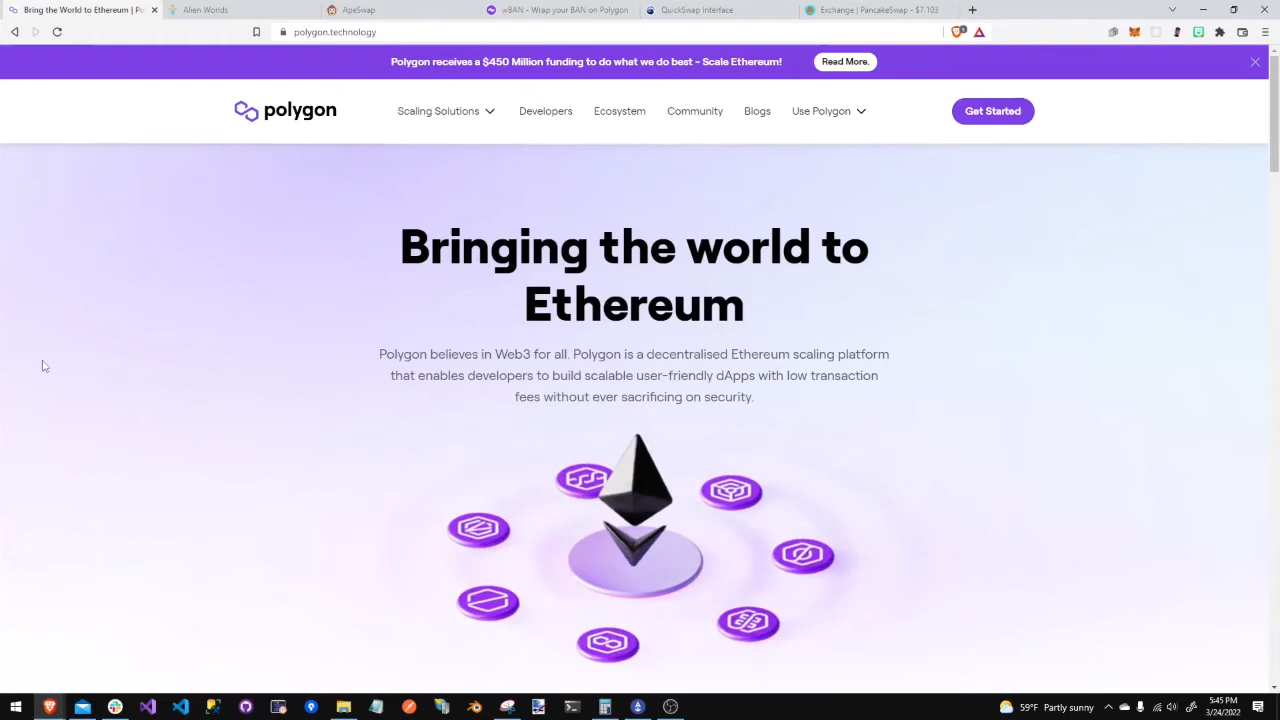 Bring the World to Ethereum | P
Alien Worlds
ApeSwap
wBAN - Wrap your BAN on Polygon
QuickSwap Interface
Exchange | PancakeSwap - $7.103
polygon.technology
Polygon receives a $450 Million funding to do what we do best - Scale Ethereum!
Read More.
polygon
Scaling Solutions
Developers
Ecosystem
Community
Blogs
Use Polygon
Get Started
Bringing the world to
Ethereum
Polygon believes in Web3 for all. Polygon is a decentralised Ethereum scaling platform
that enables developers to build scalable user-friendly dApps with low transaction
fees without ever sacrificing on security.
59°F Partly sunny
5:45 PM
3/24/2022